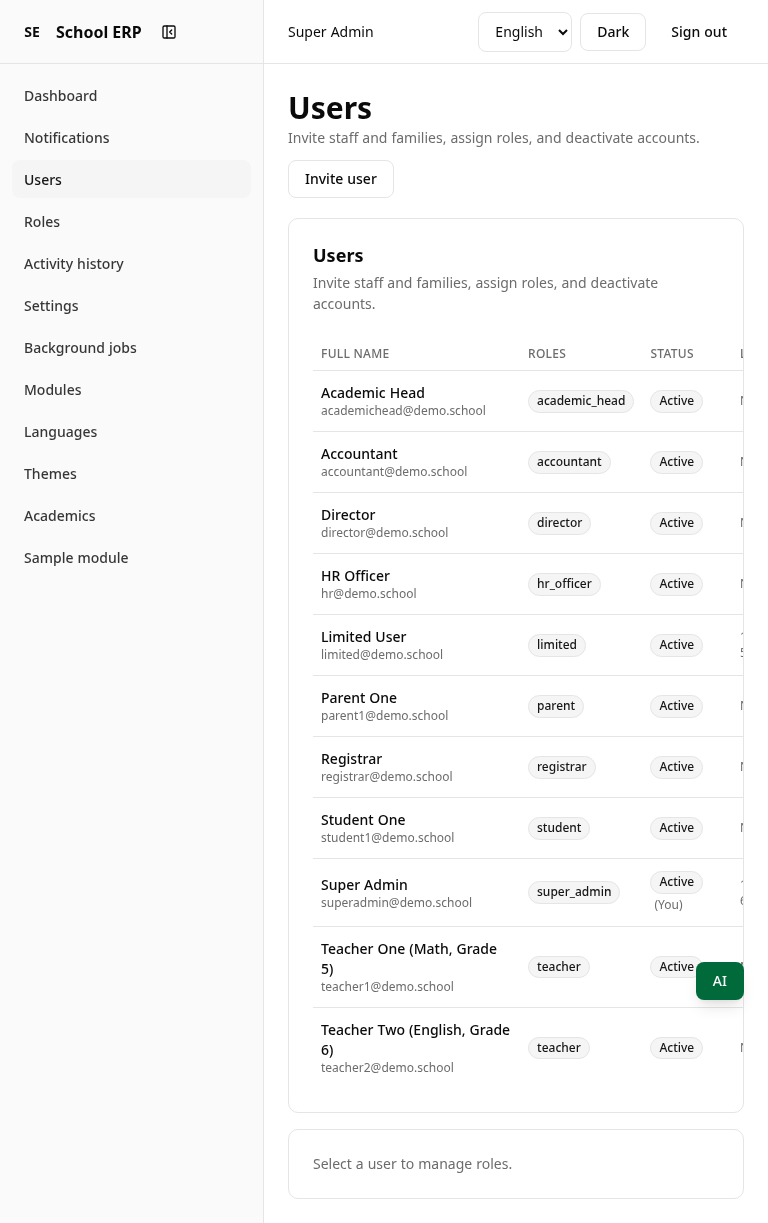 SE School ERP
Super Admin
English
Dark
Sign out
Dashboard
Notifications
Users
Roles
Activity history
Settings
Background jobs
Modules
Languages
Themes
Academics
Sample module
Users
Invite staff and families, assign roles, and deactivate accounts.
Invite user
Users
Invite staff and families, assign roles, and deactivate
accounts.
FULL NAME ROLES STATUS
Academic Head
academichead@demo.school
academic_head Active
Accountant
accountant@demo.school
accountant Active
Director
director@demo.school
director Active
HR Officer
hr@demo.school
hr_officer Active
Limited User
limited@demo.school
limited Active
Parent One
parent1@demo.school
parent Active
Registrar
registrar@demo.school
registrar Active
Student One
student1@demo.school
student Active
Super Admin
superadmin@demo.school
super_admin Active
(You)
Teacher One (Math, Grade
5)
teacher1@demo.school
teacher Active
AI
Teacher Two (English, Grade
6)
teacher2@demo.school
teacher Active
Select a user to manage roles.